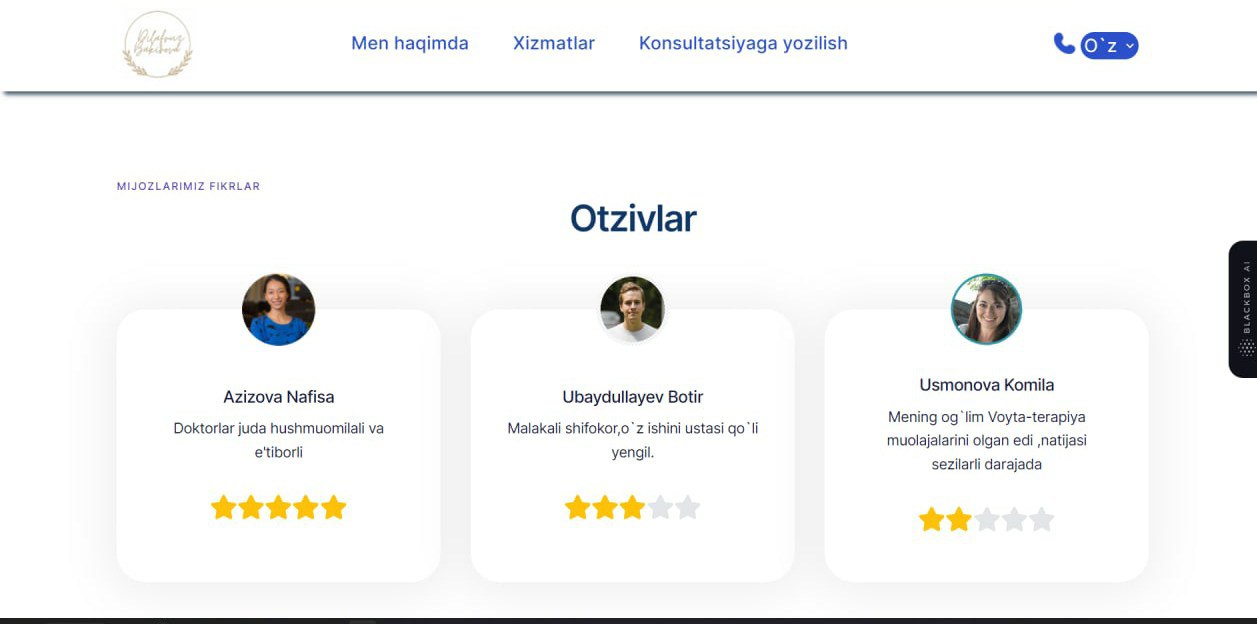 Dilafruz
Bakirova
Men haqimda
Xizmatlar
Konsultatsiyaga yozilish
O`z
MIJOZLARIMIZ FIKRLAR
Otzivlar
Azizova Nafisa
Doktorlar juda hushmuomilali va
e'tiborli
Ubaydullayev Botir
Malakali shifokor,o`z ishini ustasi qo`li
yengil.
Usmonova Komila
Mening og`lim Voyta-terapiya
muolajalarini olgan edi ,natijasi
sezilarli darajada
BLACKBOX AI